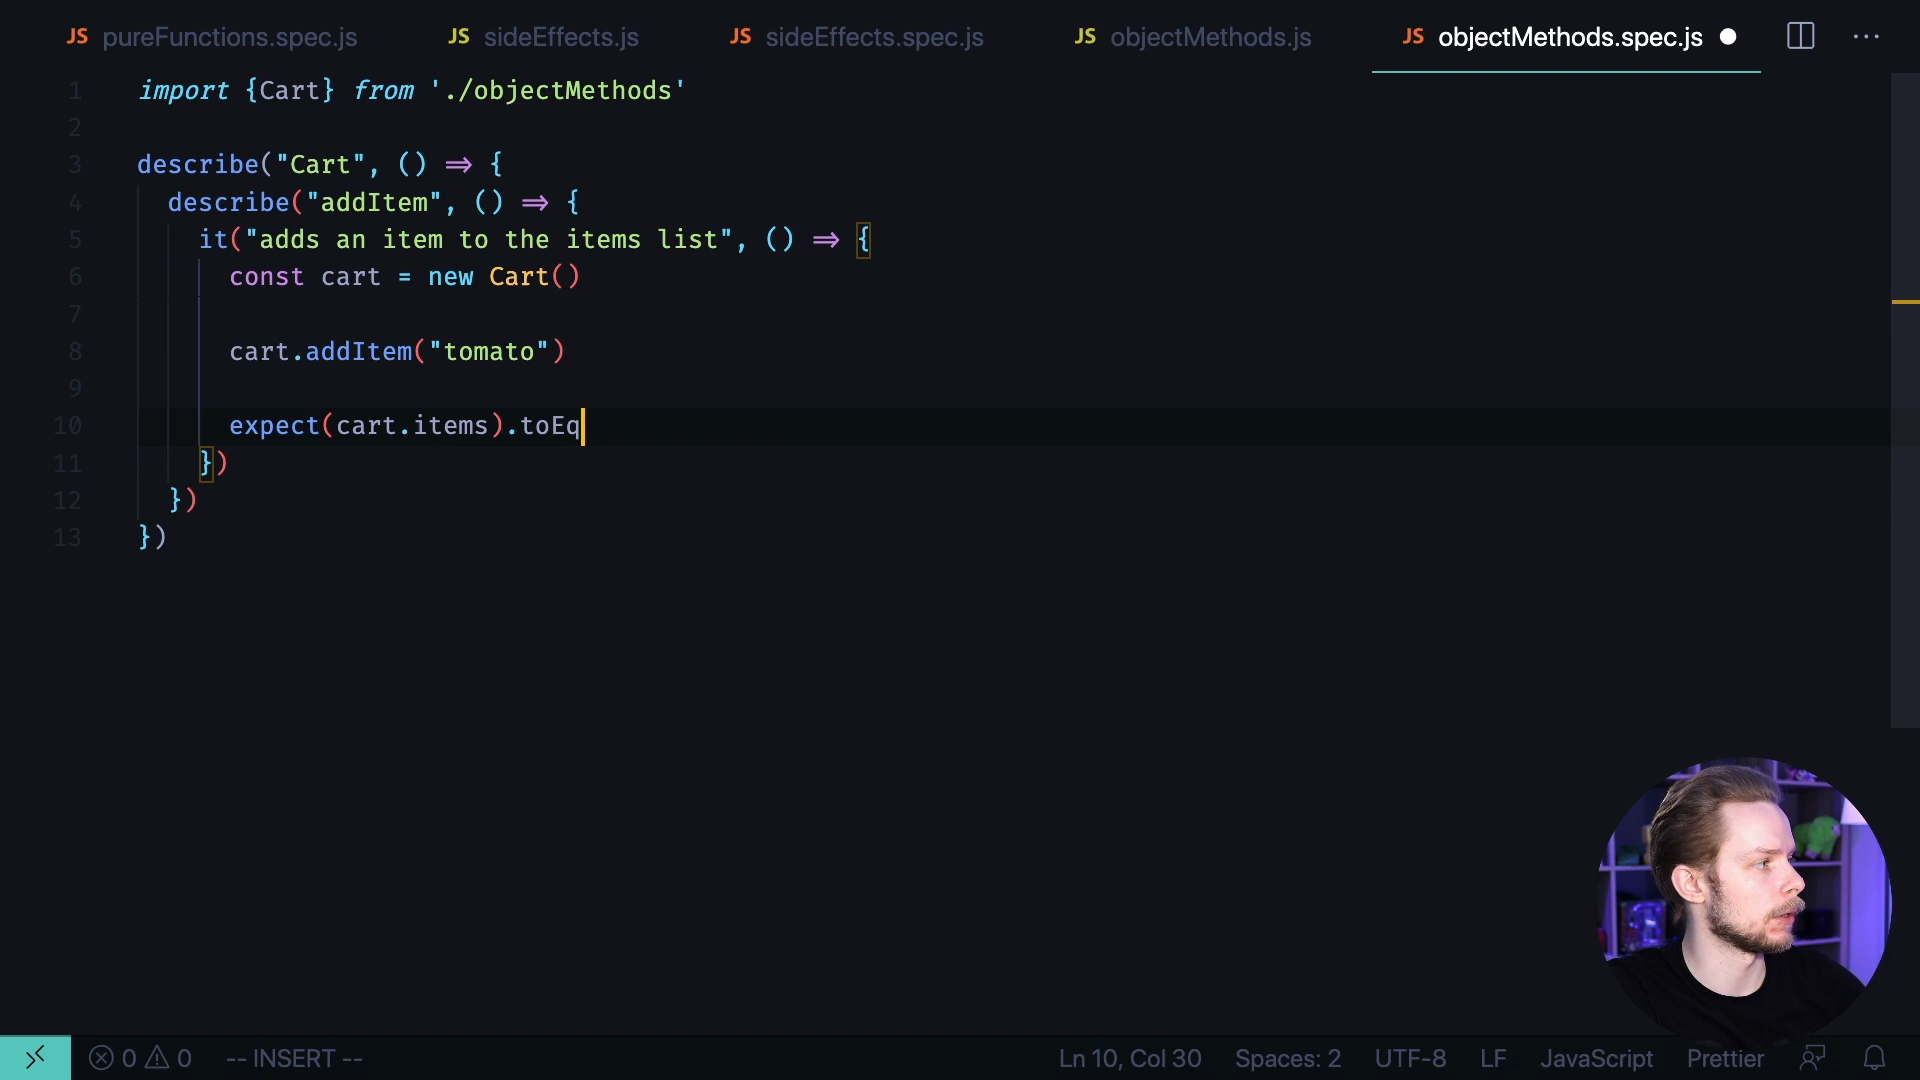 JS pureFunctions.spec.js JS sideEffects.js JS sideEffects.spec.js JS objectMethods.js JS objectMethods.spec.js
1 import {Cart} from './objectMethods'
2
3 describe("Cart", () => {
4 describe("addItem", () => {
5 it("adds an item to the items list", () => {
6 const cart = new Cart()
7
8 cart.addItem("tomato")
9
10 expect(cart.items).toEq
11 })
12 })
13 })
0 0 -- INSERT -- Ln 10, Col 30 Spaces: 2 UTF-8 LF JavaScript Prettier